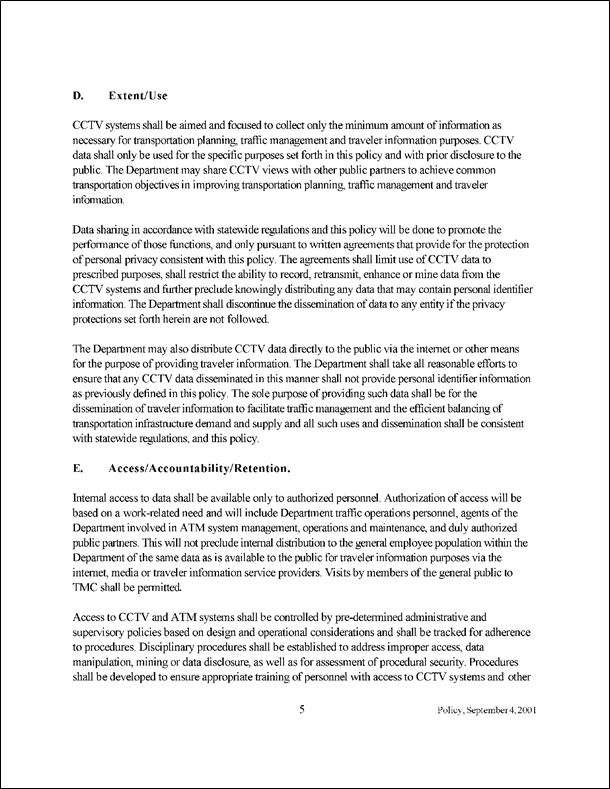 D. Extent/Use
CCTV systems shall be aimed and focused to collect only the minimum amount of information as
necessary for transportation planning, traffic management and traveler information purposes. CCTV
data shall only be used for the specific purposes set forth in this policy and with prior disclosure to the
public. The Department may share CCTV views with other public partners to achieve common
transportation objectives in improving transportation planning, traffic management and traveler
information.
Data sharing in accordance with statewide regulations and this policy will be done to promote the
performance of those functions, and only pursuant to written agreements that provide for the protection
of personal privacy consistent with this policy. The agreements shall limit use of CCTV data to
prescribed purposes, shall restrict the ability to record, retransmit, enhance or mine data from the
CCTV systems and further preclude knowingly distributing any data that may contain personal identifier
information. The Department shall discontinue the dissemination of data to any entity if the privacy
protections set forth herein are not followed.
The Department may also distribute CCTV data directly to the public via the internet or other means
for the purpose of providing traveler information. The Department shall take all reasonable efforts to
ensure that any CCTV data disseminated in this manner shall not provide personal identifier information
as previously defined in this policy. The sole purpose of providing such data shall be for the
dissemination of traveler information to facilitate traffic management and the efficient balancing of
transportation infrastructure demand and supply and all such uses and dissemination shall be consistent
with statewide regulations, and this policy.
E. Access/Accountability/Retention.
Internal access to data shall be available only to authorized personnel. Authorization of access will be
based on a work-related need and will include Department traffic operations personnel, agents of the
Department involved in ATM system management, operations and maintenance, and duly authorized
public partners. This will not preclude internal distribution to the general employee population within the
Department of the same data as is available to the public for traveler information purposes via the
internet, media or traveler information service providers. Visits by members of the general public to
TMC shall be permitted.
Access to CCTV and ATM systems shall be controlled by pre-determined administrative and
supervisory policies based on design and operational considerations and shall be tracked for adherence
to procedures. Disciplinary procedures shall be established to address improper access, data
manipulation, mining or data disclosure, as well as for assessment of procedural security. Procedures
shall be developed to ensure appropriate training of personnel with access to CCTV systems and other
5 Policy, September 4, 2001